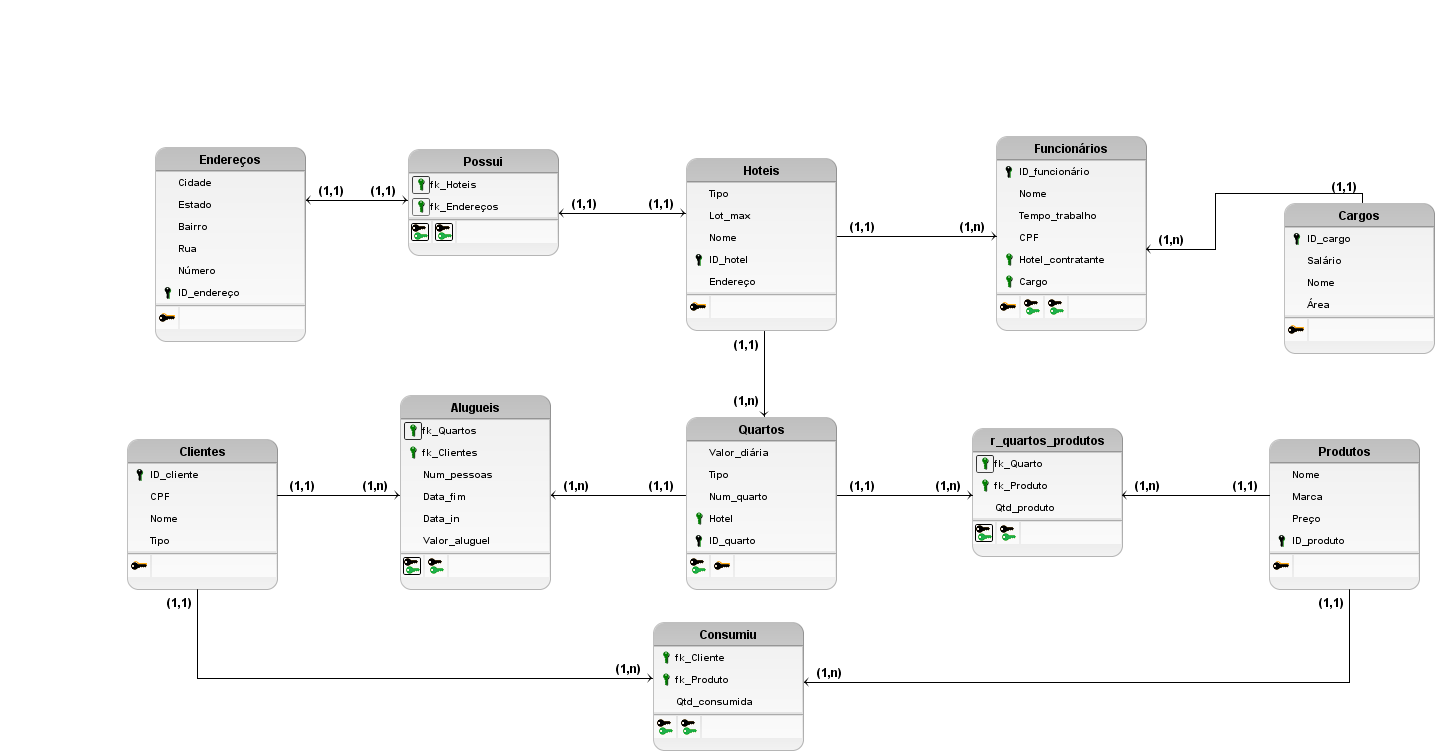 Endereços
Cidade
Estado
Bairro
Rua
Número
ID_endereço
(1,1)
(1,1)
Possui
fk_Hoteis
fk_Endereços
(1,1)
(1,1)
Hoteis
Tipo
Lot_max
Nome
ID_hotel
Endereço
(1,1)
(1,n)
Funcionários
ID_funcionário
Nome
Tempo_trabalho
CPF
Hotel_contratante
Cargo
(1,n)
(1,1)
Cargos
ID_cargo
Salário
Nome
Área
(1,1)
(1,n)
Clientes
ID_cliente
CPF
Nome
Tipo
(1,1)
(1,n)
Alugueis
fk_Quartos
fk_Clientes
Num_pessoas
Data_fim
Data_in
Valor_aluguel
(1,n)
(1,1)
Quartos
Valor_diária
Tipo
Num_quarto
Hotel
ID_quarto
(1,1)
(1,n)
r_quartos_produtos
fk_Quarto
fk_Produto
Qtd_produto
(1,n)
(1,1)
Produtos
Nome
Marca
Preço
ID_produto
(1,1)
(1,1)
(1,n)
Consumiu
fk_Cliente
fk_Produto
Qtd_consumida
(1,n)